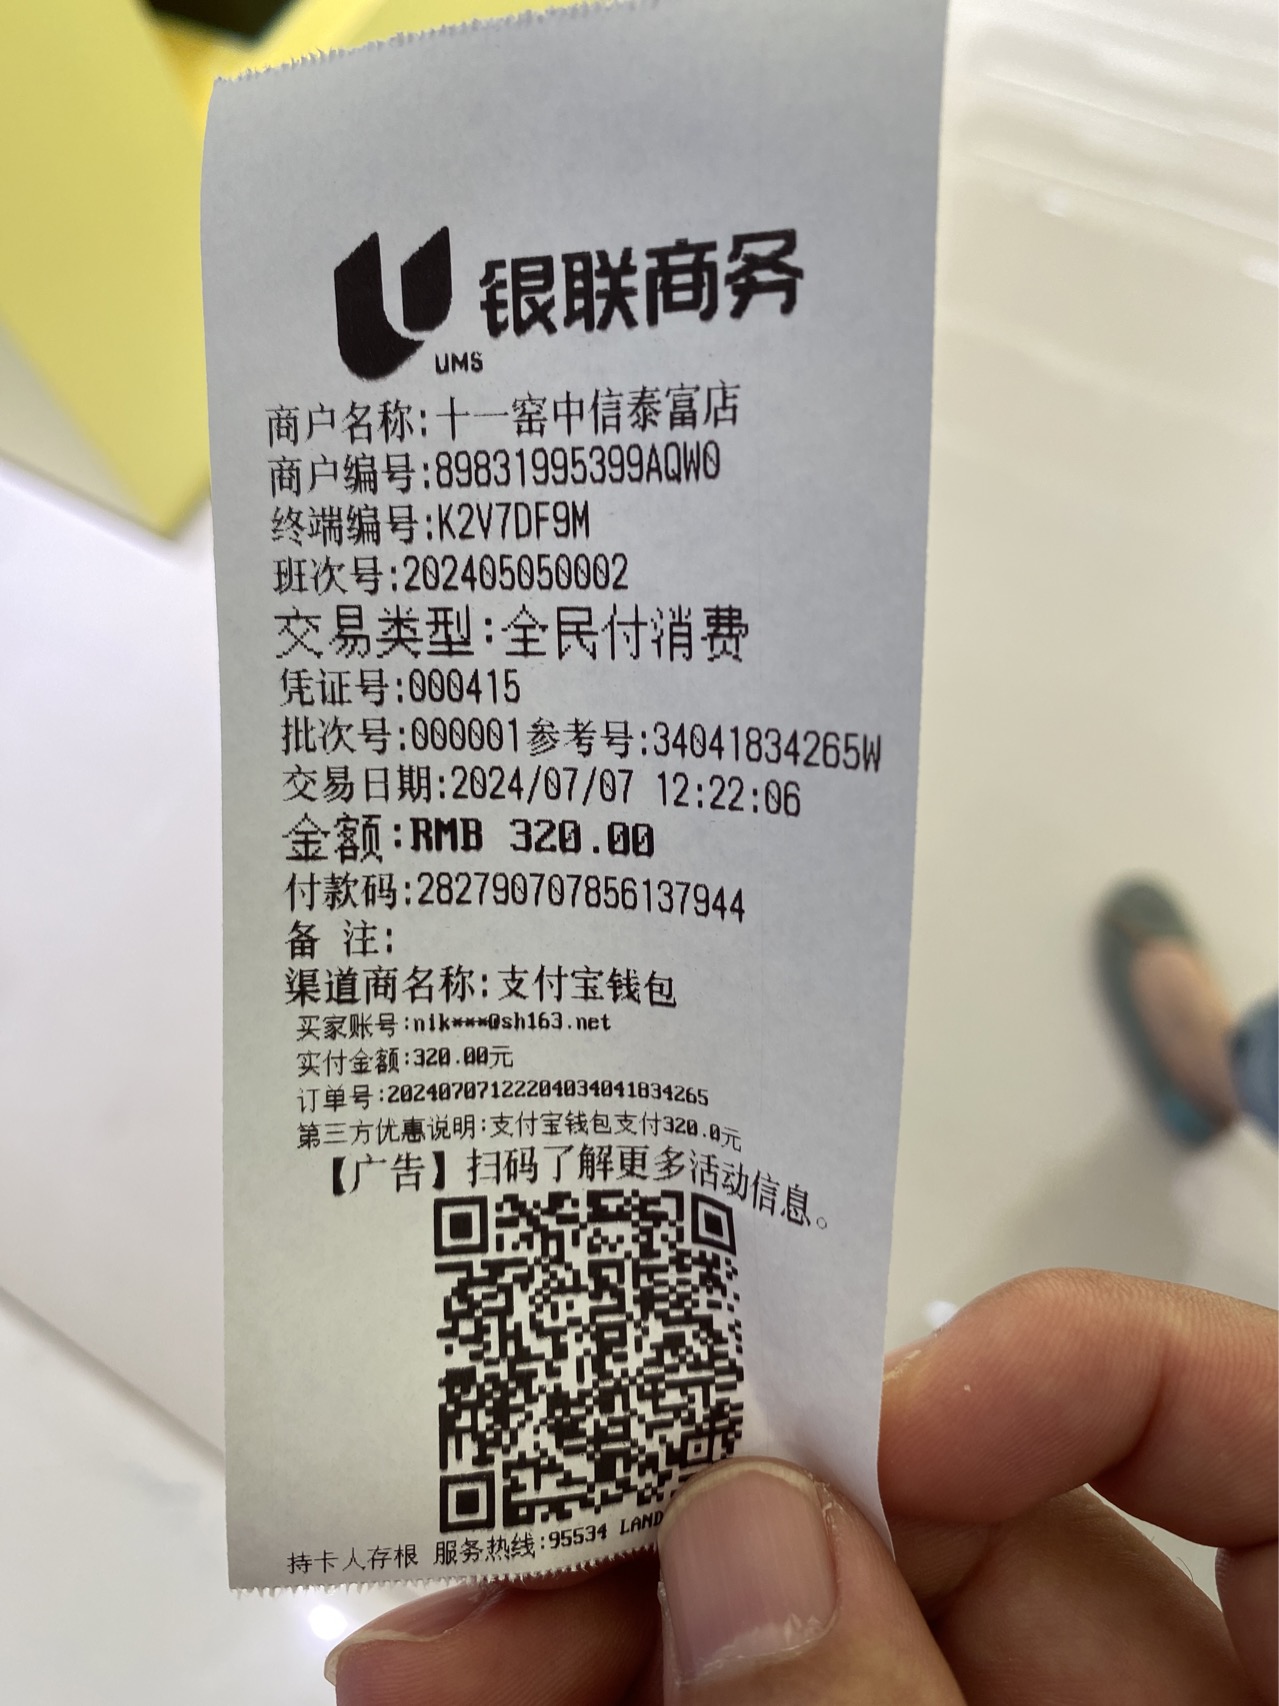 银联商务
UMS
商户名称:十一窑中信泰富店
商户编号:89831995399AQW0
终端编号:K2V7DF9M
班次号:202405050002
交易类型:全民付消费
凭证号:000415
批次号:000001参考号:34041834265W
交易日期:2024/07/07 12:22:06
金额:RMB 320.00
付款码:282790707856137944
备 注:
渠道商名称:支付宝钱包
买家账号:nik***@sh163.net
实付金额:320.00元
订单号:20240707122204034041834265
第三方优惠说明:支付宝钱包支付320.0元
【广告】扫码了解更多活动信息。
持卡人存根 服务热线:95534 LAND